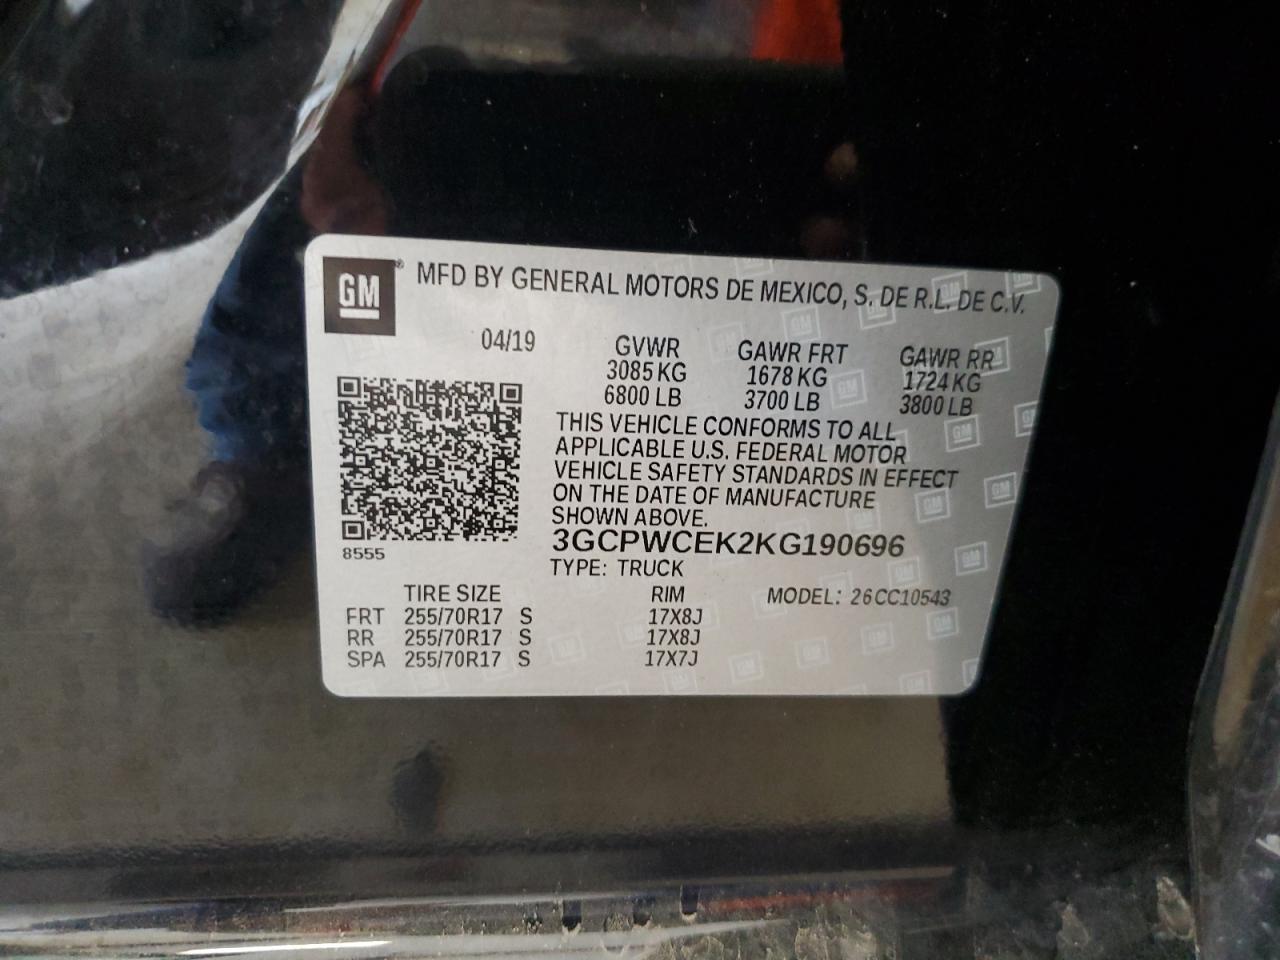 GM® MFD BY GENERAL MOTORS DE MEXICO, S. DE R.L. DE C.V.
04/19 GVWR GAWR FRT GAWR RR
3085 KG 1678 KG 1724 KG
6800 LB 3700 LB 3800 LB
THIS VEHICLE CONFORMS TO ALL
APPLICABLE U.S. FEDERAL MOTOR
VEHICLE SAFETY STANDARDS IN EFFECT
ON THE DATE OF MANUFACTURE
SHOWN ABOVE.
3GCPWCEK2KG190696
8555
TYPE: TRUCK
TIRE SIZE RIM MODEL: 26CC10543
FRT 255/70R17 S 17X8J
RR 255/70R17 S 17X8J
SPA 255/70R17 S 17X7J